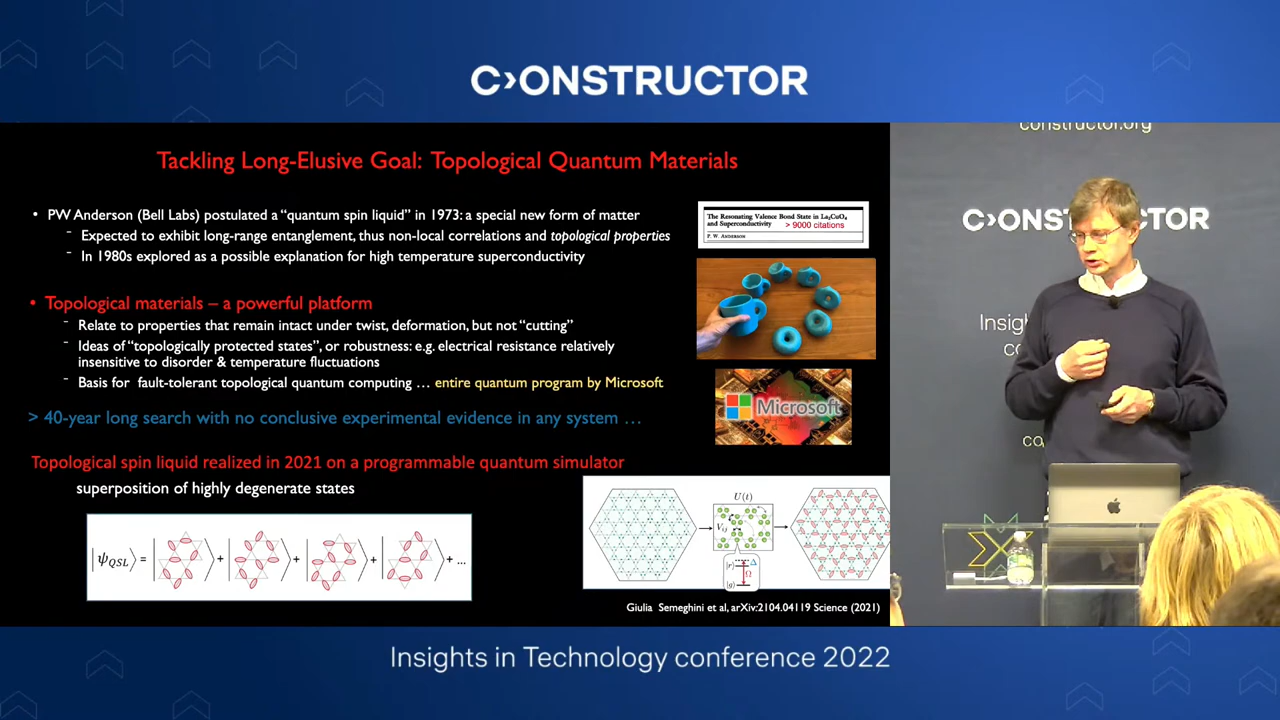 C›ONSTRUCTOR
Tackling Long-Elusive Goal: Topological Quantum Materials
• PW Anderson (Bell Labs) postulated a “quantum spin liquid” in 1973: a special new form of matter
- Expected to exhibit long-range entanglement, thus non-local correlations and topological properties
- In 1980s explored as a possible explanation for high temperature superconductivity
The Resonating Valence Bond State in La₂CuO₄
and Superconductivity > 9000 citations
P. W. ANDERSON
• Topological materials – a powerful platform
- Relate to properties that remain intact under twist, deformation, but not “cutting”
- Ideas of “topologically protected states”, or robustness: e.g. electrical resistance relatively
insensitive to disorder & temperature fluctuations
- Basis for fault-tolerant topological quantum computing … entire quantum program by Microsoft
Microsoft
> 40-year long search with no conclusive experimental evidence in any system …
Topological spin liquid realized in 2021 on a programmable quantum simulator
superposition of highly degenerate states
|ψQSL⟩ = | ⟩ + | ⟩ + | ⟩ + | ⟩ + ...
U(t)
Vij
|r⟩ Δ
Ω
|g⟩
Giulia Semeghini et al, arXiv:2104.04119 Science (2021)
constructor.org
C›ONSTRUCTOR
Insig
co
ca
Insights in Technology conference 2022